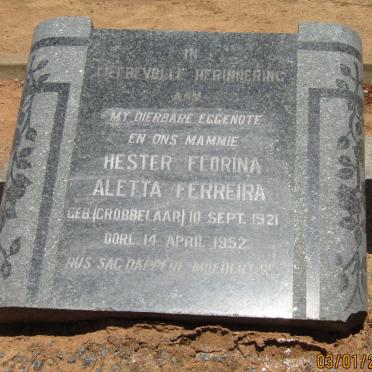 IN
LIEFDEVOLLE HERINNERING
AAN
MY DIERBARE EGGENOTE
EN ONS MAMMIE
HESTER FLORINA
ALETTA FERREIRA
GEB. (GROBBELAAR) 10 SEPT. 1921
OORL. 14 APRIL 1952
RUS SAG DAPPERE
03/01/2